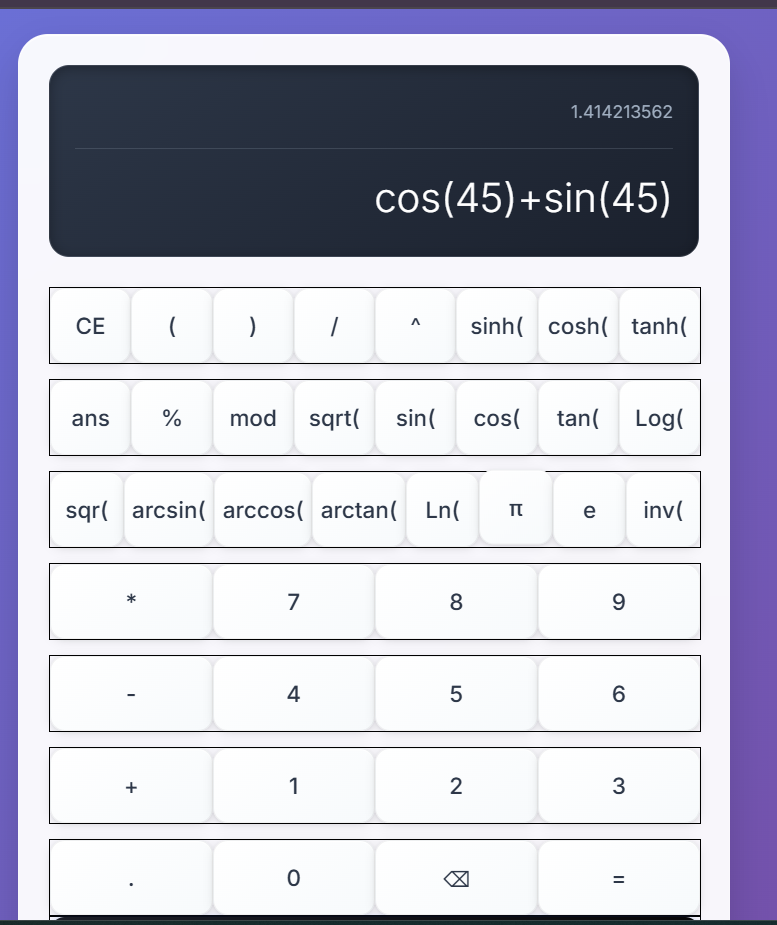 1.414213562
cos(45)+sin(45)
CE ( ) / ^ sinh( cosh( tanh(
ans % mod sqrt( sin( cos( tan( Log(
sqr( arcsin( arccos( arctan( Ln( π e inv(
* 7 8 9
- 4 5 6
+ 1 2 3
. 0 ⌫ =